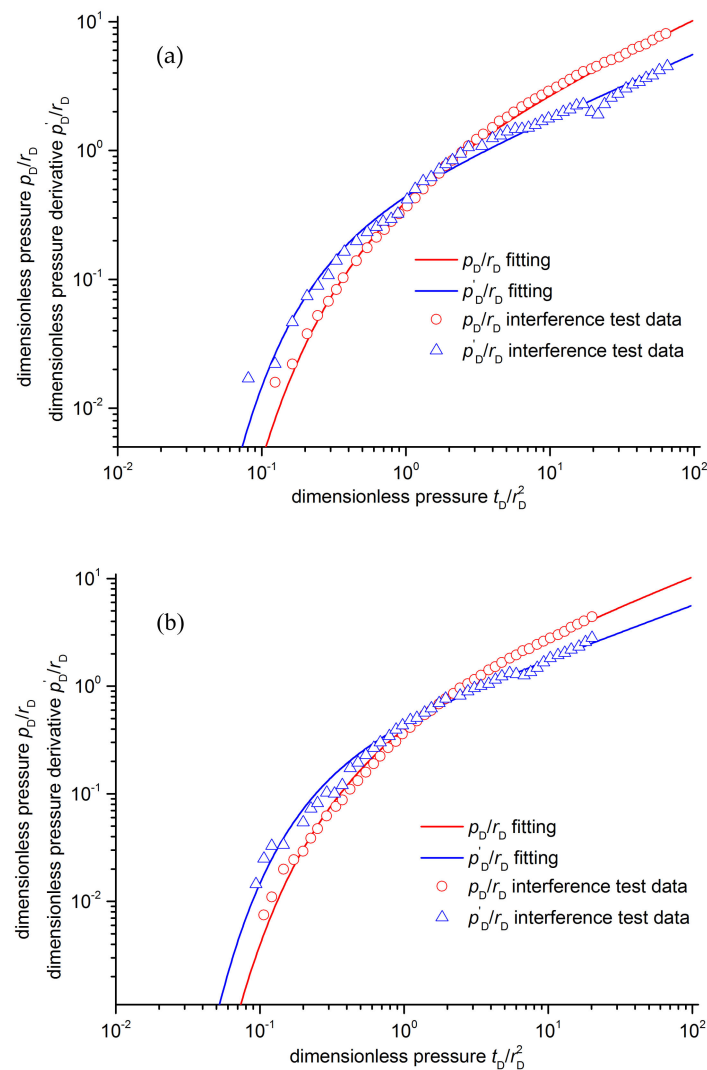 (a)
dimensionless pressure p_D/r_D
dimensionless pressure derivative p'_D/r_D
10^1
10^0
10^-1
10^-2
p_D/r_D fitting
p'_D/r_D fitting
p_D/r_D interference test data
p'_D/r_D interference test data
10^-2 10^-1 10^0 10^1 10^2
dimensionless pressure t_D/r_D^2
(b)
dimensionless pressure p_D/r_D
dimensionless pressure derivative p'_D/r_D
10^1
10^0
10^-1
10^-2
p_D/r_D fitting
p'_D/r_D fitting
p_D/r_D interference test data
p'_D/r_D interference test data
10^-2 10^-1 10^0 10^1 10^2
dimensionless pressure t_D/r_D^2